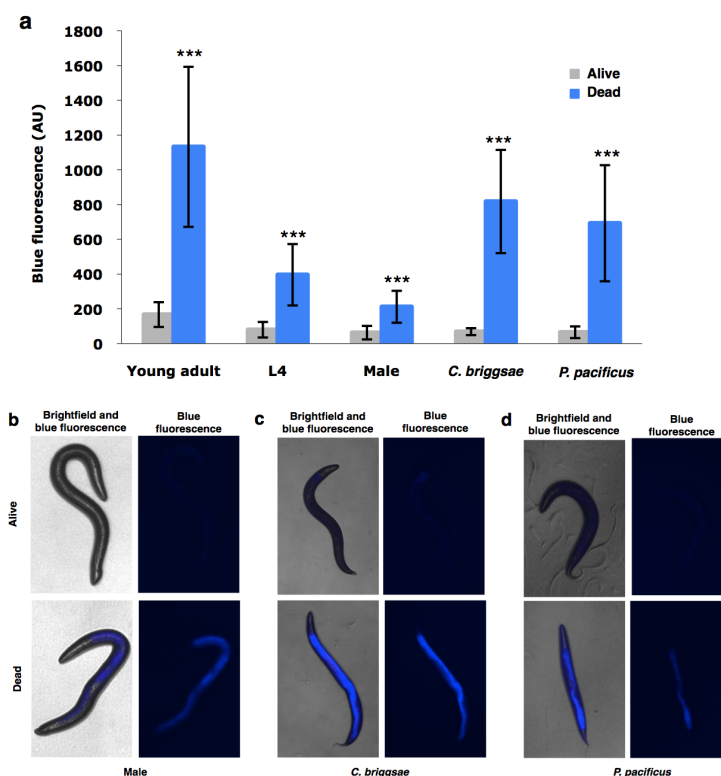 a
1800
1600
1400
1200
1000
800
600
400
200
0
Blue fluorescence (AU)
***
***
***
***
***
Alive
Dead
Young adult L4 Male C. briggsae P. pacificus
b
Brightfield and
blue fluorescence
Blue
fluorescence
c
Brightfield and
blue fluorescence
Blue
fluorescence
d
Brightfield and
blue fluorescence
Blue
fluorescence
Alive
Dead
Male
C. briggsae
P. pacificus